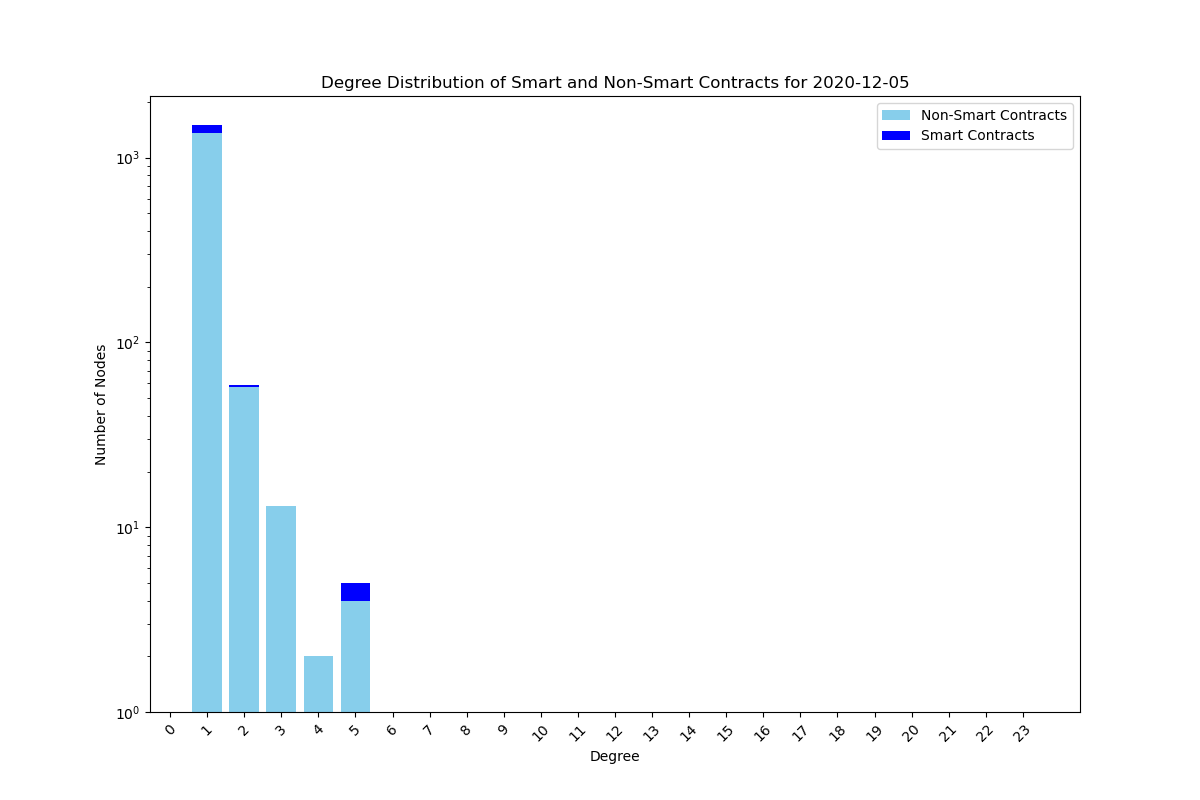 Degree Distribution of Smart and Non-Smart Contracts for 2020-12-05
Non-Smart Contracts
Smart Contracts
Number of Nodes
10³
10²
10¹
10⁰
0 1 2 3 4 5 6 7 8 9 10 11 12 13 14 15 16 17 18 19 20 21 22 23
Degree